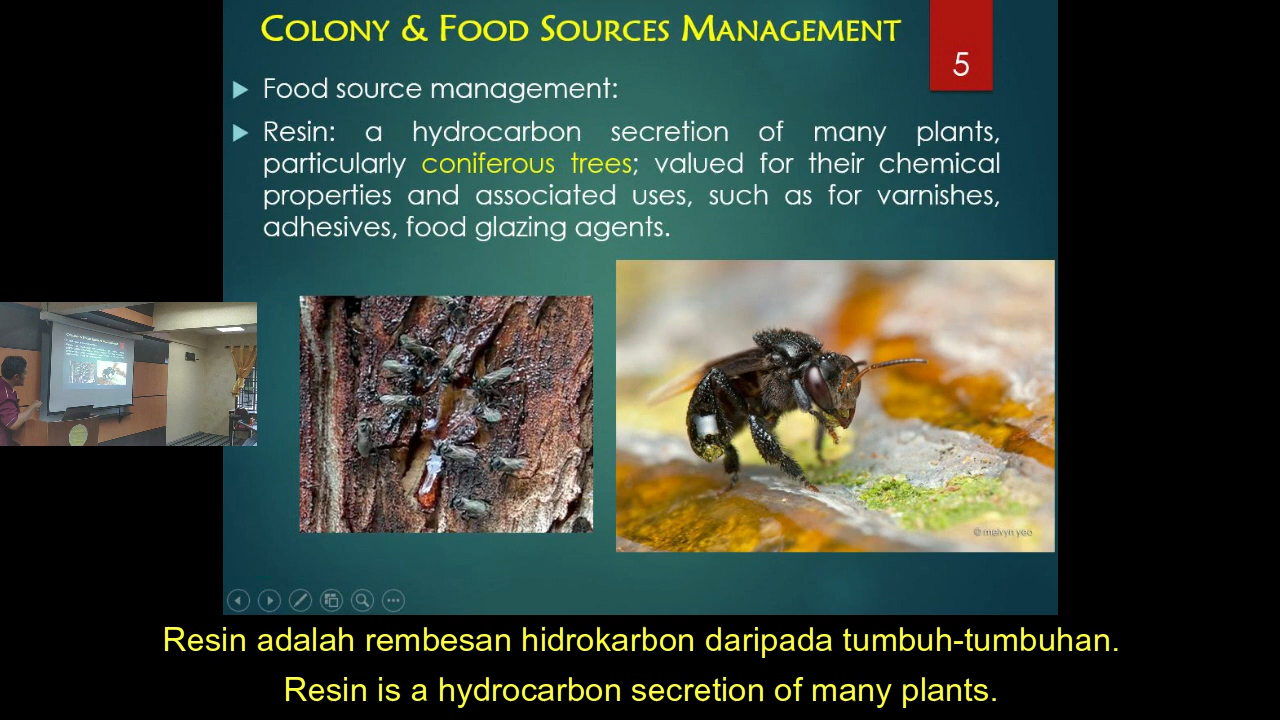 COLONY & FOOD SOURCES MANAGEMENT
5
Food source management:
Resin: a hydrocarbon secretion of many plants,
particularly coniferous trees; valued for their chemical
properties and associated uses, such as for varnishes,
adhesives, food glazing agents.
© melvyn yeo
Resin adalah rembesan hidrokarbon daripada tumbuh-tumbuhan.
Resin is a hydrocarbon secretion of many plants.